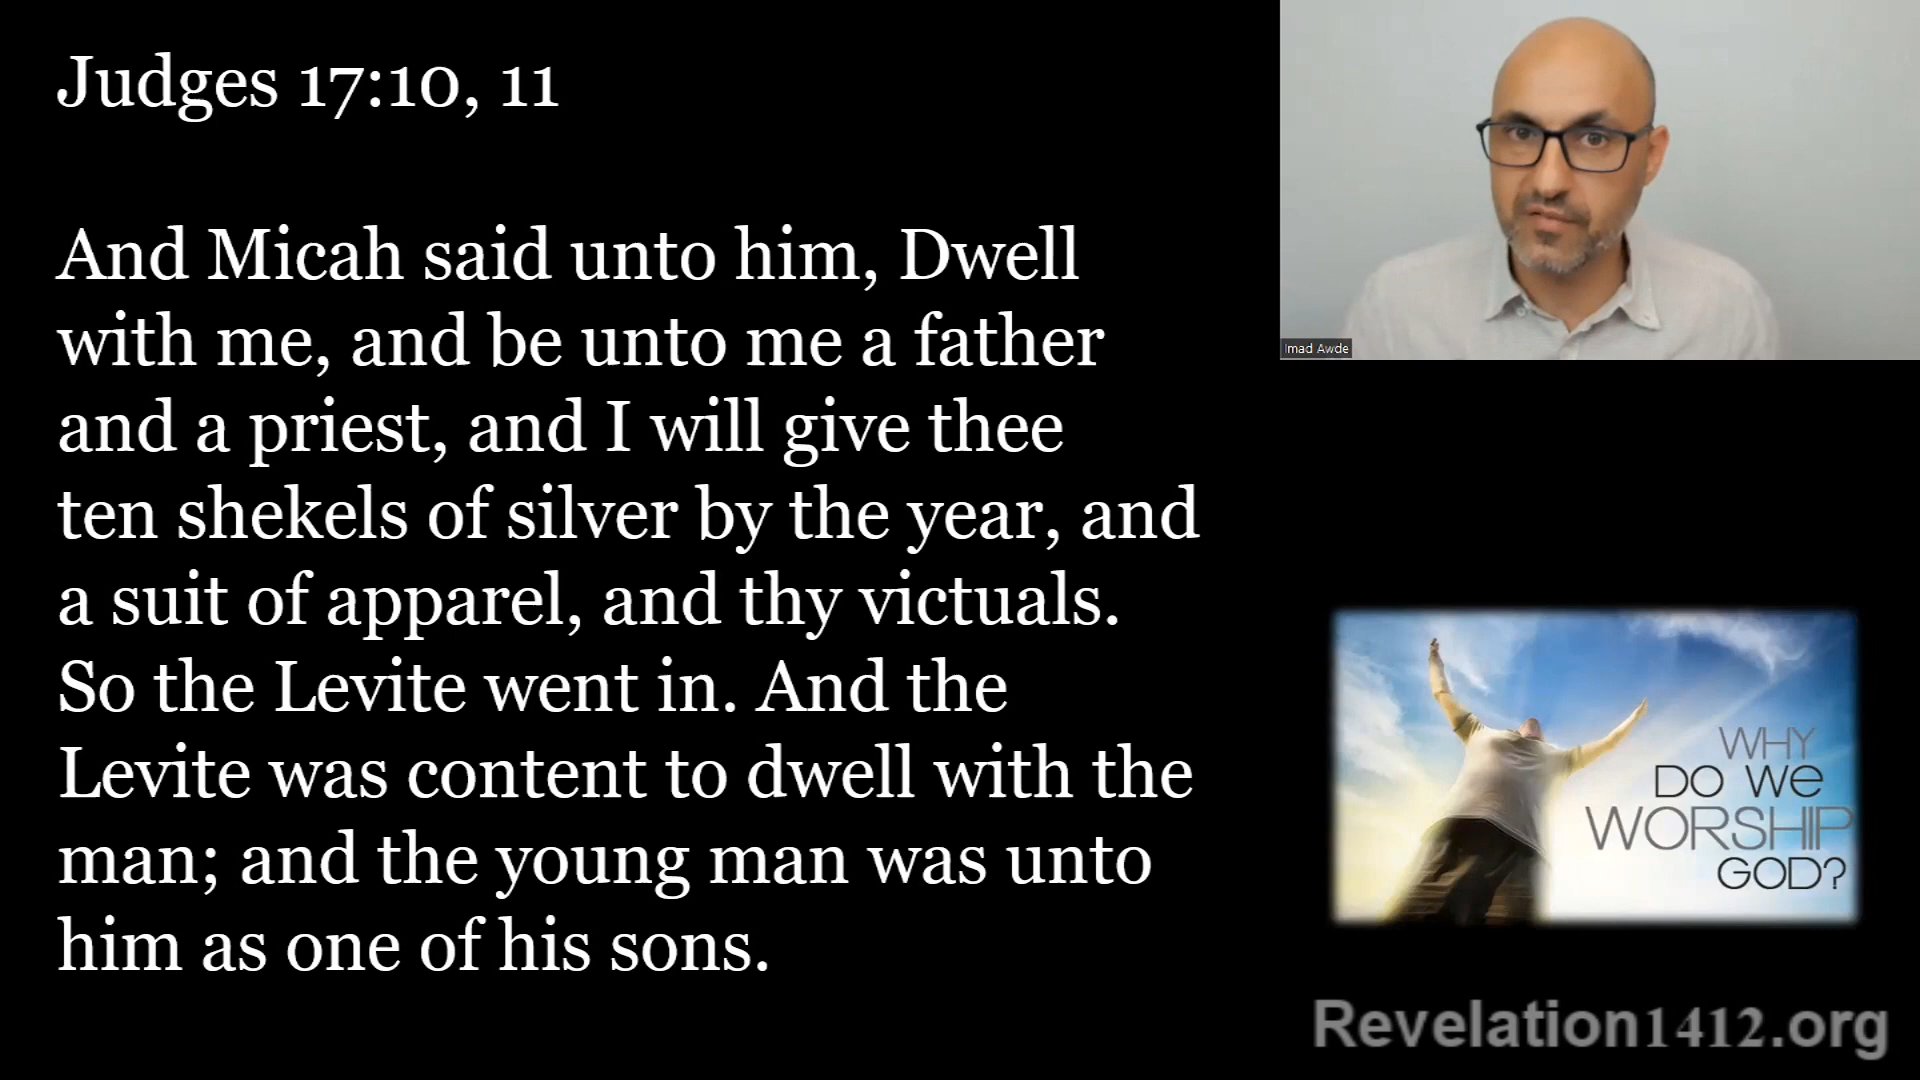 Judges 17:10, 11
And Micah said unto him, Dwell
with me, and be unto me a father
and a priest, and I will give thee
ten shekels of silver by the year, and
a suit of apparel, and thy victuals.
So the Levite went in. And the
Levite was content to dwell with the
man; and the young man was unto
him as one of his sons.
Imad Awde
WHY
DO WE
WORSHIP
GOD?
Revelation1412.org